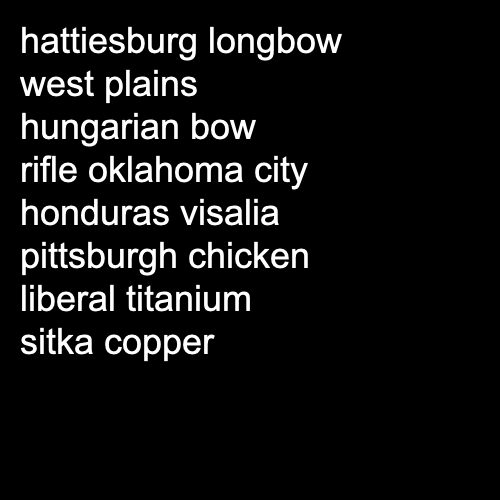 hattiesburg longbow
west plains
hungarian bow
rifle oklahoma city
honduras visalia
pittsburgh chicken
liberal titanium
sitka copper